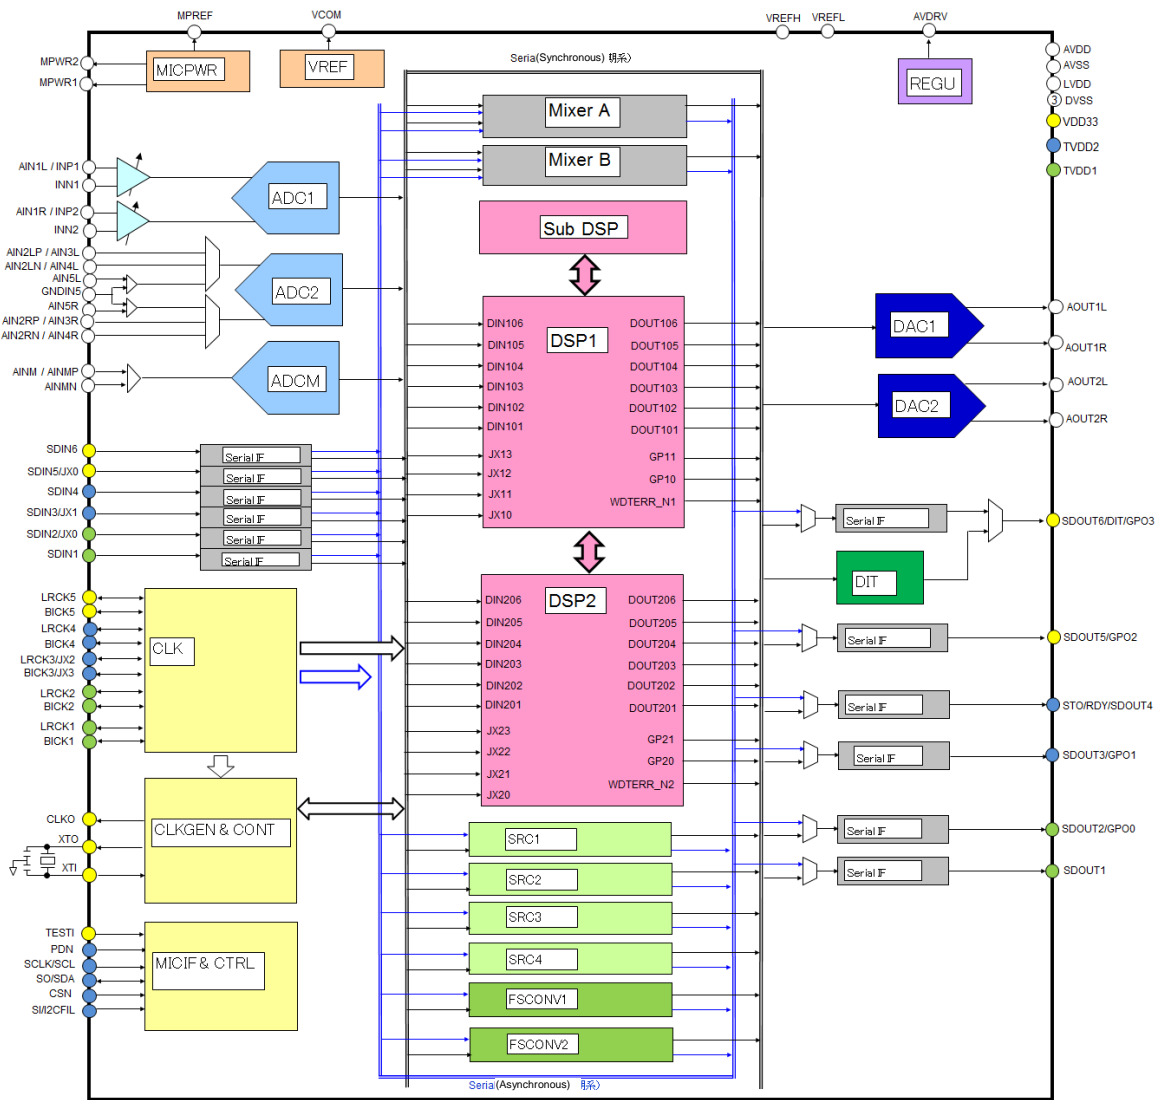 MPREF
VCOM
VREFH
VREFL
AVDRV
MPWR2
MPWR1
MICPWR
VREF
Serial(Synchronous)
REGU
AVDD
AVSS
LVDD
3 DVSS
VDD33
TVDD2
TVDD1
Mixer A
Mixer B
Sub DSP
AIN1L / INP1
INN1
AIN1R / INP2
INN2
ADC1
AIN2LP / AIN3L
AIN2LN / AIN4L
AIN5L
GNDIN5
AIN5R
AIN2RP / AIN3R
AIN2RN / AIN4R
ADC2
AINM / AINMP
AINMN
ADCM
DSP1
DIN106
DIN105
DIN104
DIN103
DIN102
DIN101
JX13
JX12
JX11
JX10
DOUT106
DOUT105
DOUT104
DOUT103
DOUT102
DOUT101
GP11
GP10
WDTERR_N1
DAC1
DAC2
AOUT1L
AOUT1R
AOUT2L
AOUT2R
SDIN6
SDIN5/JX0
SDIN4
SDIN3/JX1
SDIN2/JX0
SDIN1
Serial IF
Serial IF
Serial IF
Serial IF
Serial IF
Serial IF
LRCK5
BICK5
LRCK4
BICK4
LRCK3/JX2
BICK3/JX3
LRCK2
BICK2
LRCK1
BICK1
CLK
DSP2
DIN206
DIN205
DIN204
DIN203
DIN202
DIN201
JX23
JX22
JX21
JX20
DOUT206
DOUT205
DOUT204
DOUT203
DOUT202
DOUT201
GP21
GP20
WDTERR_N2
Serial IF
DIT
SDOUT6/DIT/GPO3
Serial IF
SDOUT5/GPO2
Serial IF
STO/RDY/SDOUT4
Serial IF
SDOUT3/GPO1
Serial IF
SDOUT2/GPO0
Serial IF
SDOUT1
CLKO
XTO
XTI
CLKGEN & CONT
TESTI
PDN
SCLK/SCL
SO/SDA
CSN
SI/I2CFIL
MICIF & CTRL
SRC1
SRC2
SRC3
SRC4
FSCONV1
FSCONV2
Serial(Asynchronous)